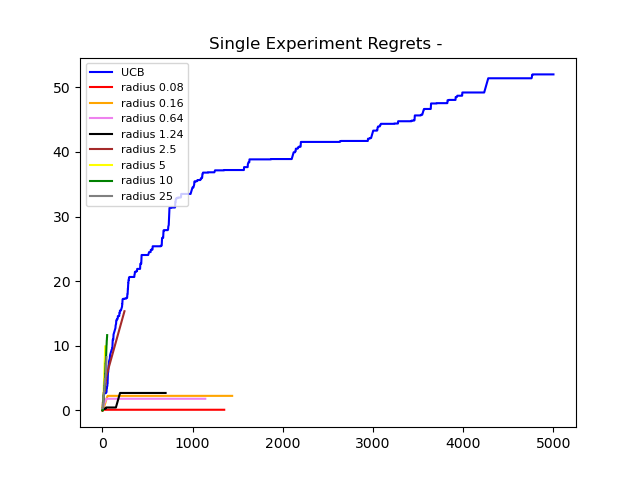 Single Experiment Regrets -
UCB
radius 0.08
radius 0.16
radius 0.64
radius 1.24
radius 2.5
radius 5
radius 10
radius 25
50
40
30
20
10
0
0 1000 2000 3000 4000 5000